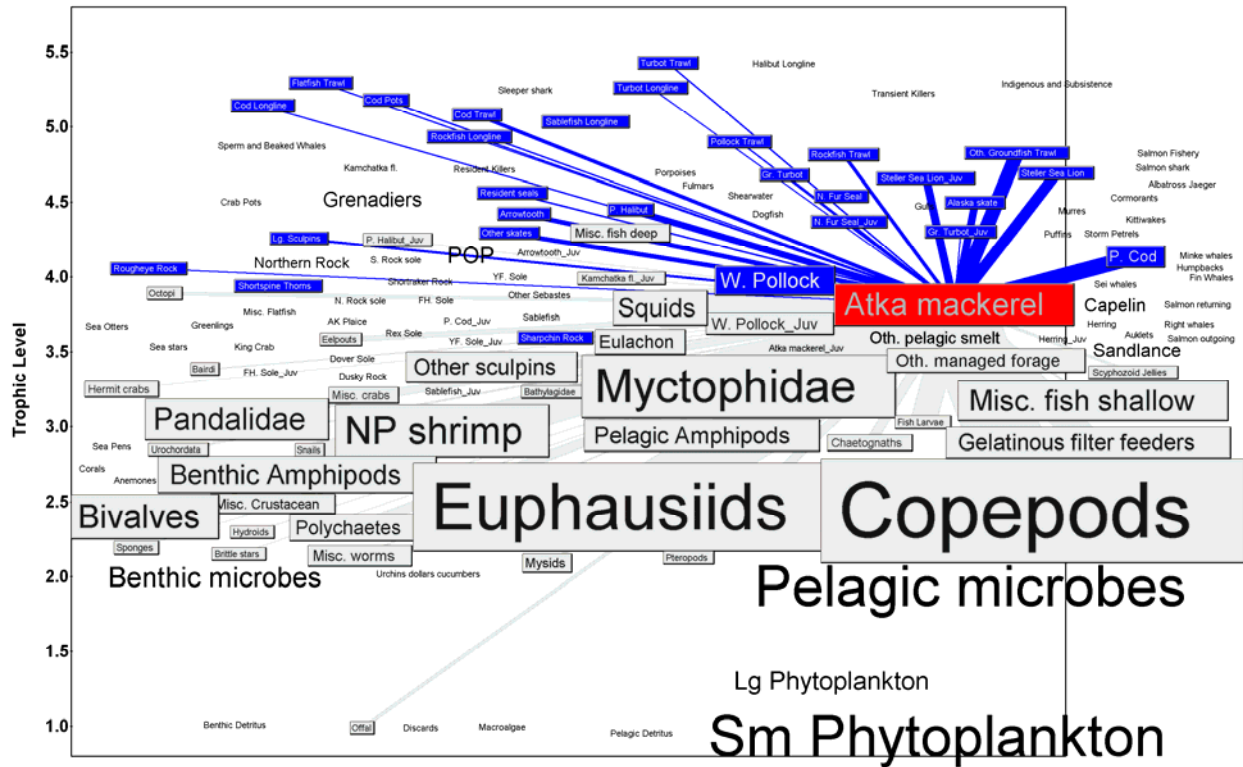 Trophic Level
5.5
5.0
4.5
4.0
3.5
3.0
2.5
2.0
1.5
1.0
Turbot Trawl
Halibut Longline
Flatfish Trawl
Cod Pots
Cod Longline
Sleeper shark
Turbot Longline
Transient Killers
Indigenous and Subsistence
Cod Trawl
Sablefish Longline
Rockfish Longline
Pollock Trawl
Sperm and Beaked Whales
Rockfish Trawl
Oth. Groundfish Trawl
Salmon Fishery
Kamchatka fl.
Resident Killers
Porpoises
Gr. Turbot
Steller Sea Lion_Juv
Steller Sea Lion
Salmon shark
Fulmars
Albatross Jaeger
Crab Pots
Grenadiers
Resident seals
Shearwater
N. Fur Seal
Gulls
Alaska skate
Cormorants
Arrowtooth
P. Halibut
Dogfish
N. Fur Seal_Juv
Murres
Kittiwakes
Lg. Sculpins
P. Halibut_Juv
Other skates
Misc. fish deep
Gr. Turbot_Juv
Puffins
Storm Petrels
Rougheye Rock
Northern Rock
S. Rock sole
POP
Arrowtooth_Juv
P. Cod
Minke whales
Humpbacks
Fin Whales
Octopi
Shortspine Thorns
Shortraker Rock
YF. Sole
Kamchatka fl._Juv
W. Pollock
Sei whales
N. Rock sole
FH. Sole
Other Sebastes
Squids
Atka mackerel
Capelin
Salmon returning
Misc. Flatfish
Sea Otters
Greenlings
AK Plaice
P. Cod_Juv
Sablefish
W. Pollock_Juv
Herring
Right whales
Rex Sole
Auklets
Sea stars
King Crab
Eelpouts
YF. Sole_Juv
Sharpchin Rock
Eulachon
Atka mackerel_Juv
Oth. pelagic smelt
Herring_Juv
Salmon outgoing
Sandlance
Bairdi
FH. Sole_Juv
Dover Sole
Dusky Rock
Other sculpins
Oth. managed forage
Scyphozoid Jellies
Hermit crabs
Misc. crabs
Sablefish_Juv
Bathylagidae
Myctophidae
Misc. fish shallow
Pandalidae
NP shrimp
Pelagic Amphipods
Fish Larvae
Chaetognaths
Gelatinous filter feeders
Sea Pens
Urochordata
Snails
Corals
Anemones
Benthic Amphipods
Euphausiids
Copepods
Bivalves
Misc. Crustacean
Hydroids
Polychaetes
Sponges
Brittle stars
Misc. worms
Mysids
Pteropods
Benthic microbes
Urchins dollars cucumbers
Pelagic microbes
Lg Phytoplankton
Benthic Detritus
Offal
Discards
Macroalgae
Pelagic Detritus
Sm Phytoplankton